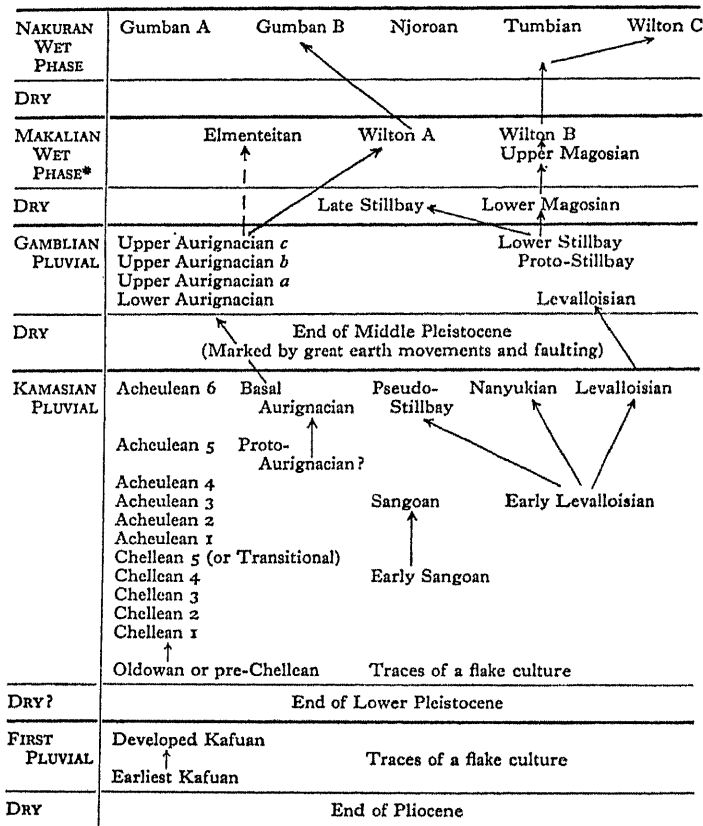 NAKURAN WET PHASE
Gumban A Gumban B Njoroan Tumbian Wilton C
DRY
MAKALIAN WET PHASE*
Elmenteitan Wilton A Wilton B
Upper Magosian
DRY
Late Stillbay Lower Magosian
GAMBLIAN PLUVIAL
Upper Aurignacian c Lower Stillbay
Upper Aurignacian b Proto-Stillbay
Upper Aurignacian a
Lower Aurignacian Levalloisian
DRY
End of Middle Pleistocene
(Marked by great earth movements and faulting)
KAMASIAN PLUVIAL
Acheulean 6 Basal Aurignacian Pseudo-Stillbay Nanyukian Levalloisian
Acheulean 5 Proto-Aurignacian?
Acheulean 4
Acheulean 3 Sangoan Early Levalloisian
Acheulean 2
Acheulean 1
Chellean 5 (or Transitional)
Chellean 4 Early Sangoan
Chellean 3
Chellean 2
Chellean 1
Oldowan or pre-Chellean Traces of a flake culture
DRY? End of Lower Pleistocene
FIRST PLUVIAL
Developed Kafuan
Traces of a flake culture
Earliest Kafuan
DRY End of Pliocene